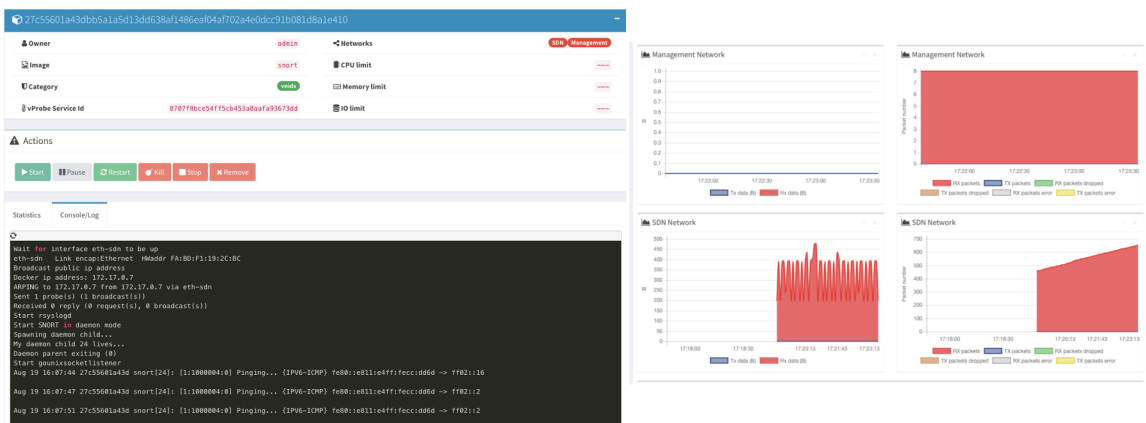 27c55601a43dbb5a1a5d13dd638af1486eaf04af702a4e0dcc91b081d8a1e410
Owner admin Networks SDN Management
Image snort CPU limit ---
Category vnids Memory limit ---
vProbe Service Id 8707f8bce54ff5cb453a0aafa93673dd IO limit ---
Actions
Start Pause Restart Kill Stop Remove
Statistics Console/Log
Wait for interface eth-sdn to be up
eth-sdn Link encap:Ethernet HWaddr FA:BD:F1:19:2C:BC
Broadcast public ip address
Docker ip address: 172.17.0.7
ARPING to 172.17.0.7 from 172.17.0.7 via eth-sdn
Sent 1 probe(s) (1 broadcast(s))
Received 0 reply (0 request(s), 0 broadcast(s))
Start rsyslogd
Start SNORT in daemon mode
Spawning daemon child...
My daemon child 24 lives...
Daemon parent exiting (0)
Start gounixsocketlistener
Aug 19 16:07:44 27c55601a43d snort[24]: [1:1000004:0] Pinging... {IPV6-ICMP} fe80::e811:e4ff:fecc:dd6d -> ff02::16
Aug 19 16:07:47 27c55601a43d snort[24]: [1:1000004:0] Pinging... {IPV6-ICMP} fe80::e811:e4ff:fecc:dd6d -> ff02::2
Aug 19 16:07:51 27c55601a43d snort[24]: [1:1000004:0] Pinging... {IPV6-ICMP} fe80::e811:e4ff:fecc:dd6d -> ff02::2
Management Network
1.0
0.9
0.8
0.7
0.6
0.5
0.4
0.3
0.2
0.1
0
B
17:22:00 17:22:30 17:23:00 17:23:30
Tx data (B) Rx data (B)
Management Network
8
7
6
5
4
3
2
1
0
Packet number
17:22:00 17:22:30 17:23:00 17:23:30
RX packets TX packets RX packets dropped
TX packets dropped RX packets error TX packets error
SDN Network
500
450
400
350
300
250
200
150
100
50
0
B
17:18:00 17:18:30 17:20:13 17:21:43 17:23:13
Tx data (B) Rx data (B)
SDN Network
700
600
500
400
300
200
100
0
Packet number
17:18:00 17:18:30 17:20:13 17:21:43 17:23:13
RX packets TX packets RX packets dropped
TX packets dropped RX packets error TX packets error